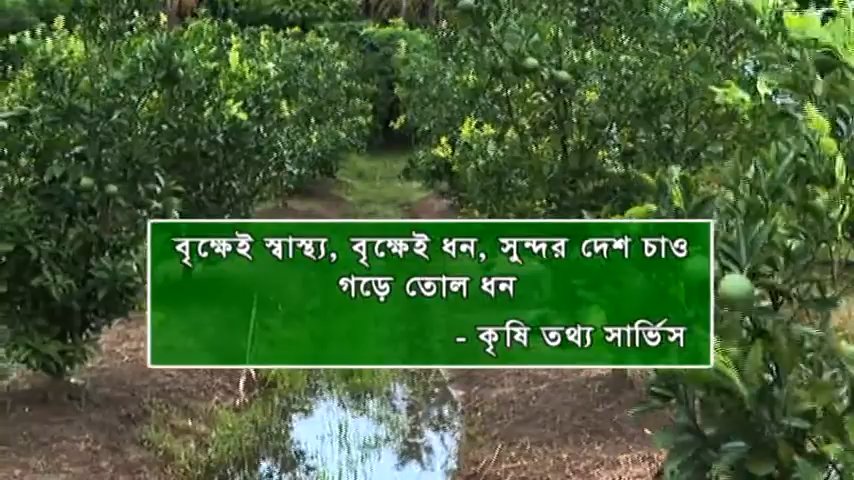 বৃক্ষেই স্বাস্থ্য, বৃক্ষেই ধন, সুন্দর দেশ চাও
গড়ে তোল ধন
- কৃষি তথ্য সার্ভিস